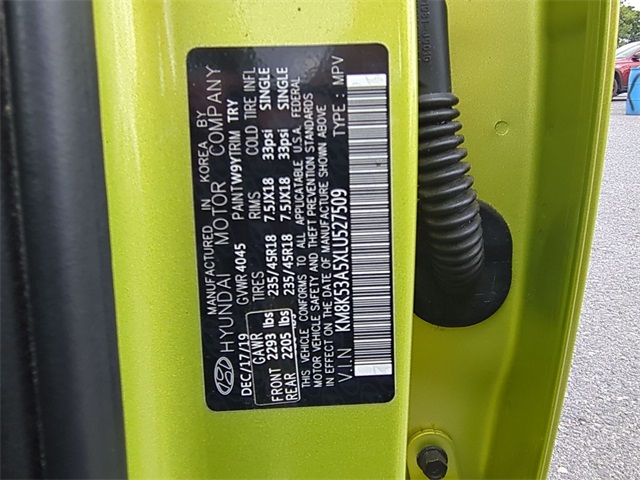 MANUFACTURED IN KOREA BY
HYUNDAI MOTOR COMPANY
DEC/17/19 GVWR 4045 PAINT W9Y TRIM TRY
GAWR TIRES RIMS COLD TIRE INFL
FRONT 2293 lbs 235/45R18 7.5JX18 33psi SINGLE
REAR 2205 lbs 235/45R18 7.5JX18 33psi SINGLE
THIS VEHICLE CONFORMS TO ALL APPLICATABLE U.S.A. FEDERAL
MOTOR VEHICLE SAFETY AND THEFT PREVENTION STANDARDS
IN EFFECT ON THE DATE OF MANUFACTURE SHOWN ABOVE
V.I.N KM8K53A5XLU527509 TYPE : MPV